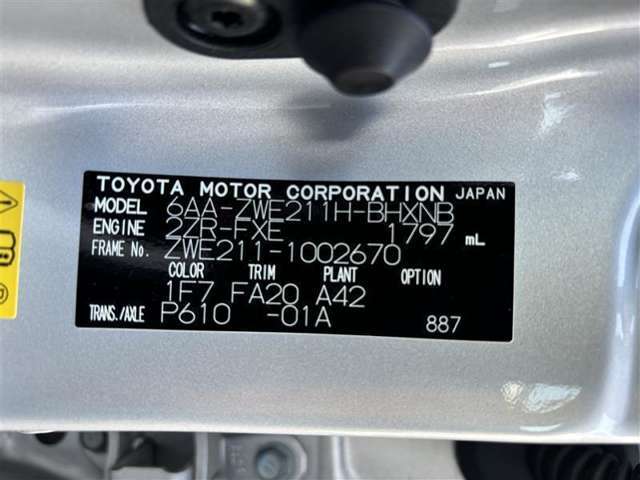 TOYOTA MOTOR CORPORATION JAPAN
MODEL 6AA-ZWE211H-BHXNB
ENGINE 2ZR-FXE 1797 mL
FRAME No. ZWE211-1002670
COLOR TRIM PLANT OPTION
1F7 FA20 A42
TRANS./AXLE P610 -01A 887